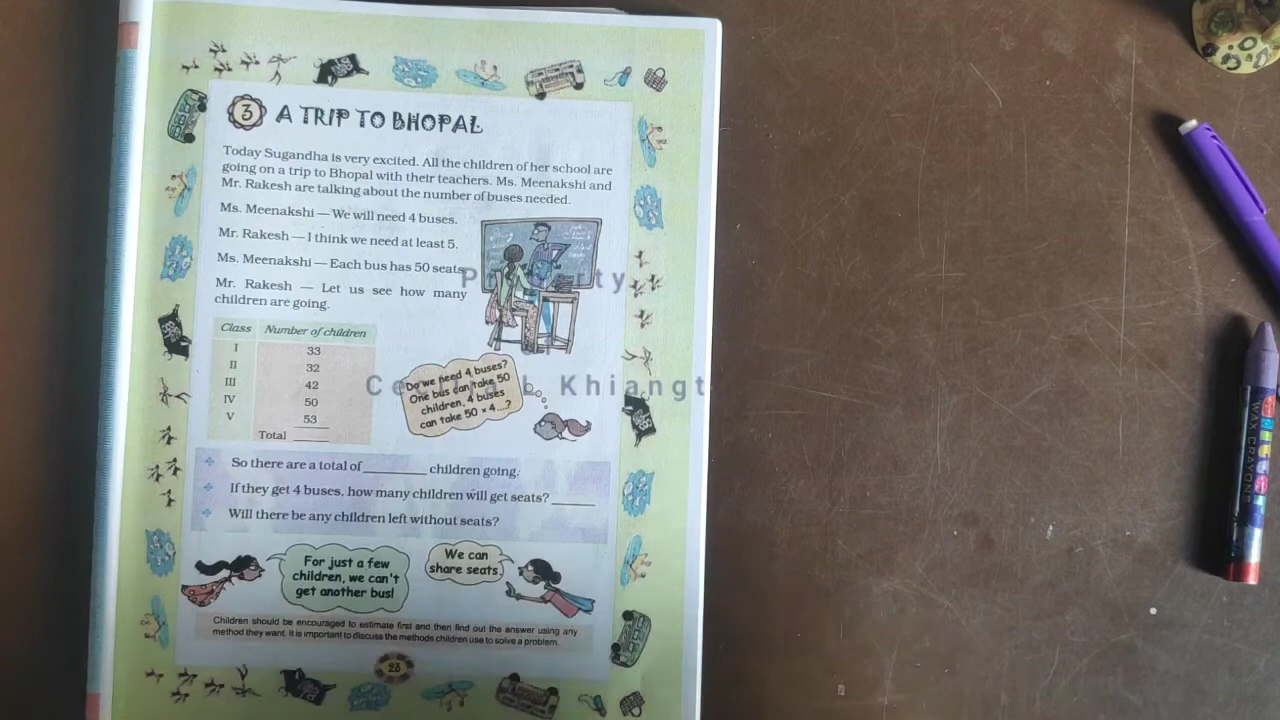 3 A TRIP TO BHOPAL
Today Sugandha is very excited. All the children of her school are
going on a trip to Bhopal with their teachers. Ms. Meenakshi and
Mr. Rakesh are talking about the number of buses needed.
Ms. Meenakshi — We will need 4 buses.
Mr. Rakesh — I think we need at least 5.
Ms. Meenakshi — Each bus has 50 seats
Mr. Rakesh — Let us see how many
children are going.
Class Number of children
I 33
II 32
III 42
IV 50
V 53
Total ______
Do we need 4 buses?
One bus can take 50
children, 4 buses
can take 50 × 4...?
So there are a total of ________ children going.
If they get 4 buses, how many children will get seats? ______
Will there be any children left without seats?
For just a few
children, we can't
get another bus!
We can
share seats
Children should be encouraged to estimate first and then find out the answer using any
method they want. It is important to discuss the methods children use to solve a problem.
23
WAX CRAYONS